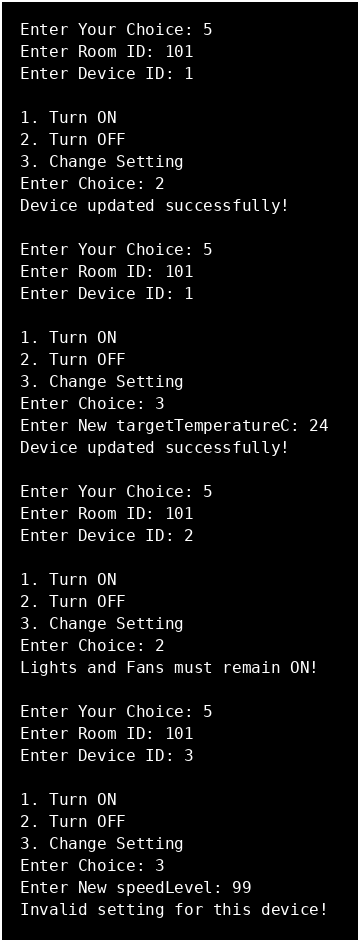 Enter Your Choice: 5
Enter Room ID: 101
Enter Device ID: 1
1. Turn ON
2. Turn OFF
3. Change Setting
Enter Choice: 2
Device updated successfully!
Enter Your Choice: 5
Enter Room ID: 101
Enter Device ID: 1
1. Turn ON
2. Turn OFF
3. Change Setting
Enter Choice: 3
Enter New targetTemperatureC: 24
Device updated successfully!
Enter Your Choice: 5
Enter Room ID: 101
Enter Device ID: 2
1. Turn ON
2. Turn OFF
3. Change Setting
Enter Choice: 2
Lights and Fans must remain ON!
Enter Your Choice: 5
Enter Room ID: 101
Enter Device ID: 3
1. Turn ON
2. Turn OFF
3. Change Setting
Enter Choice: 3
Enter New speedLevel: 99
Invalid setting for this device!